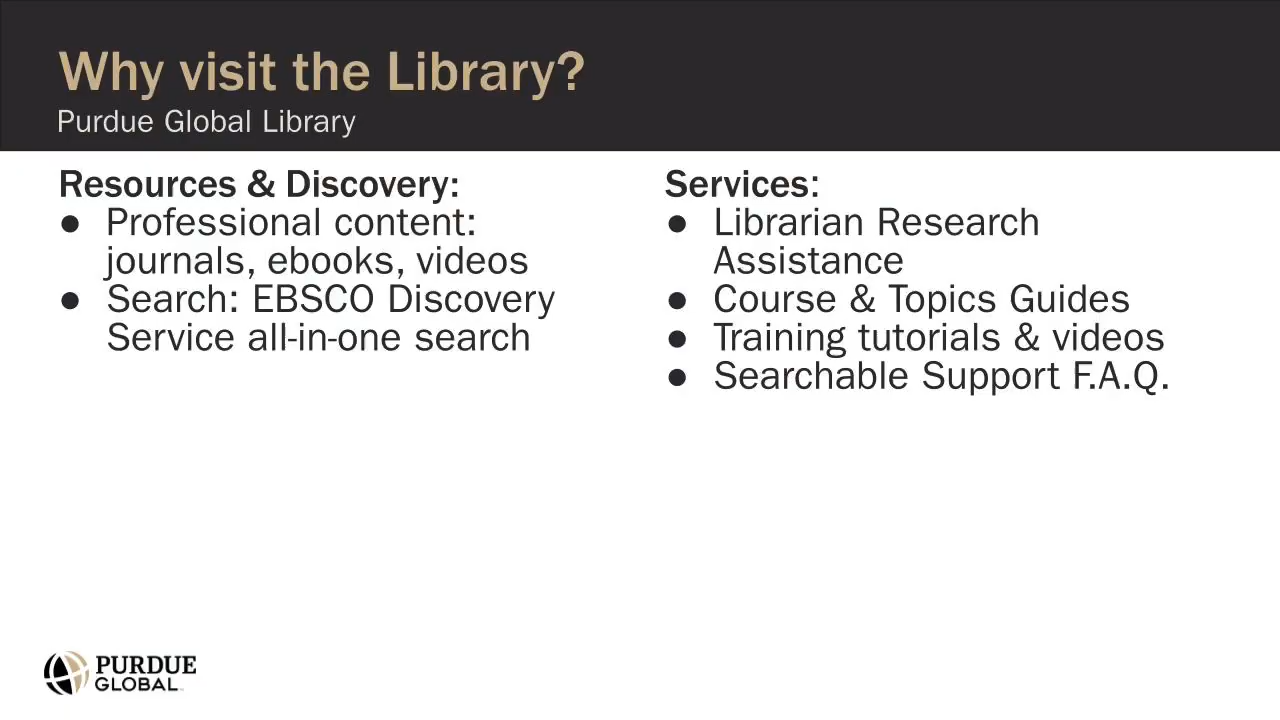 Why visit the Library?
Purdue Global Library
Resources & Discovery:
● Professional content:
journals, ebooks, videos
● Search: EBSCO Discovery
Service all-in-one search
Services:
● Librarian Research
Assistance
● Course & Topics Guides
● Training tutorials & videos
● Searchable Support F.A.Q.
PURDUE
GLOBAL